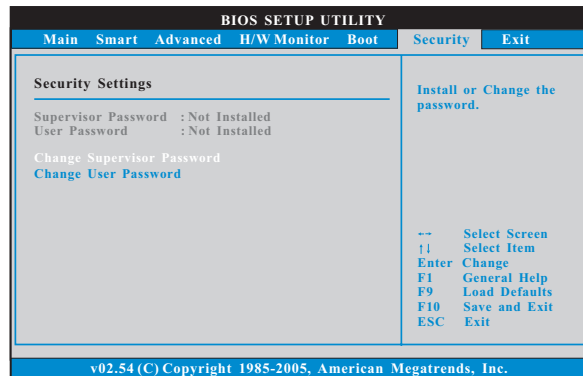 BIOS SETUP UTILITY
Main Smart Advanced H/W Monitor Boot Security Exit
Security Settings
Supervisor Password : Not Installed
User Password : Not Installed
Change Supervisor Password
Change User Password
Install or Change the
password.
←→ Select Screen
↑↓ Select Item
Enter Change
F1 General Help
F9 Load Defaults
F10 Save and Exit
ESC Exit
v02.54 (C) Copyright 1985-2005, American Megatrends, Inc.